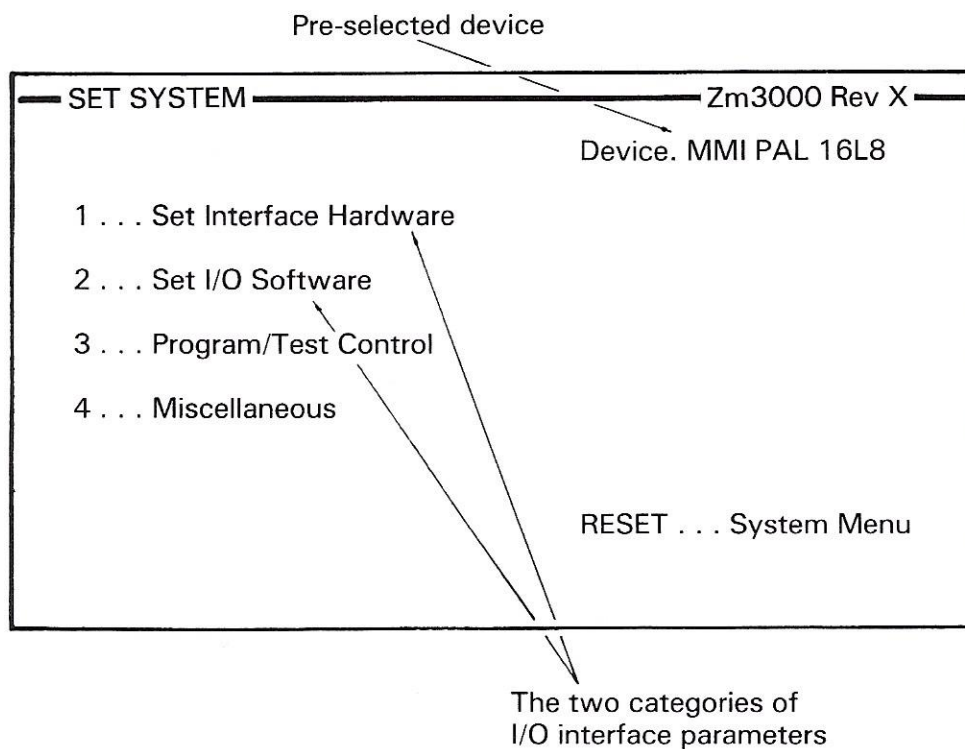 Pre-selected device
SET SYSTEM Zm3000 Rev X
Device. MMI PAL 16L8
1 . . . Set Interface Hardware
2 . . . Set I/O Software
3 . . . Program/Test Control
4 . . . Miscellaneous
RESET . . . System Menu
The two categories of
I/O interface parameters